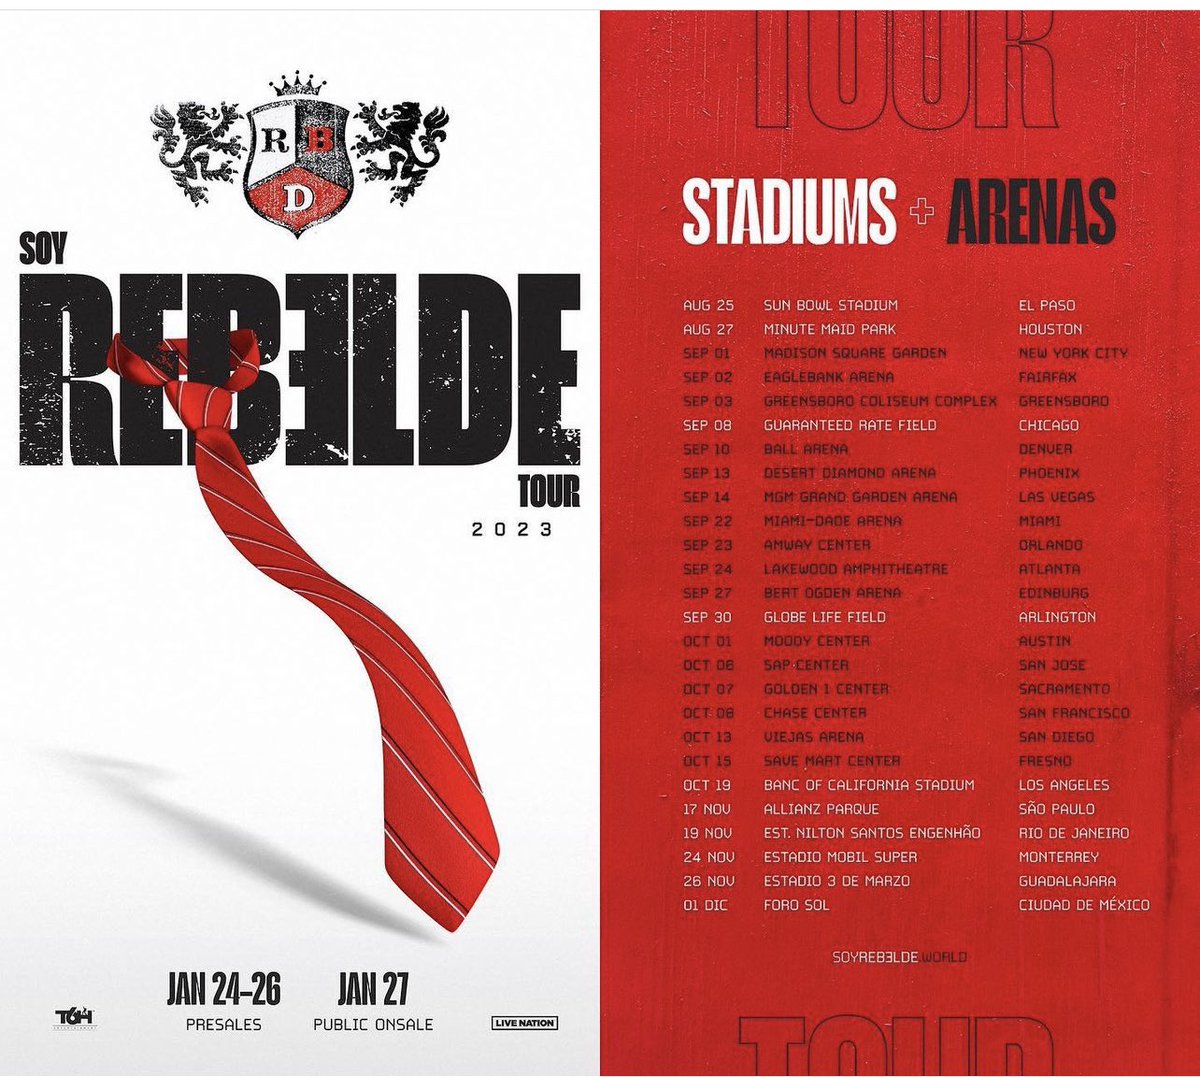 R B
D
SOY
REBƎLDE
TOUR
2023
JAN 24-26
PRESALES
JAN 27
PUBLIC ONSALE
T6H
ENTERTAINMENT
LIVE NATION
TOUR
STADIUMS + ARENAS
AUG 25 SUN BOWL STADIUM EL PASO
AUG 27 MINUTE MAID PARK HOUSTON
SEP 01 MADISON SQUARE GARDEN NEW YORK CITY
SEP 02 EAGLEBANK ARENA FAIRFAX
SEP 03 GREENSBORO COLISEUM COMPLEX GREENSBORO
SEP 08 GUARANTEED RATE FIELD CHICAGO
SEP 10 BALL ARENA DENVER
SEP 13 DESERT DIAMOND ARENA PHOENIX
SEP 14 MGM GRAND GARDEN ARENA LAS VEGAS
SEP 22 MIAMI-DADE ARENA MIAMI
SEP 23 AMWAY CENTER ORLANDO
SEP 24 LAKEWOOD AMPHITHEATRE ATLANTA
SEP 27 BERT OGDEN ARENA EDINBURG
SEP 30 GLOBE LIFE FIELD ARLINGTON
OCT 01 MOODY CENTER AUSTIN
OCT 06 SAP CENTER SAN JOSE
OCT 07 GOLDEN 1 CENTER SACRAMENTO
OCT 08 CHASE CENTER SAN FRANCISCO
OCT 13 VIEJAS ARENA SAN DIEGO
OCT 15 SAVE MART CENTER FRESNO
OCT 19 BANC OF CALIFORNIA STADIUM LOS ANGELES
17 NOV ALLIANZ PARQUE SÃO PAULO
19 NOV EST. NILTON SANTOS ENGENHÃO RIO DE JANEIRO
24 NOV ESTADIO MOBIL SUPER MONTERREY
26 NOV ESTADIO 3 DE MARZO GUADALAJARA
01 DIC FORO SOL CIUDAD DE MÉXICO
SOYREBƎLDE.WORLD
TOUR